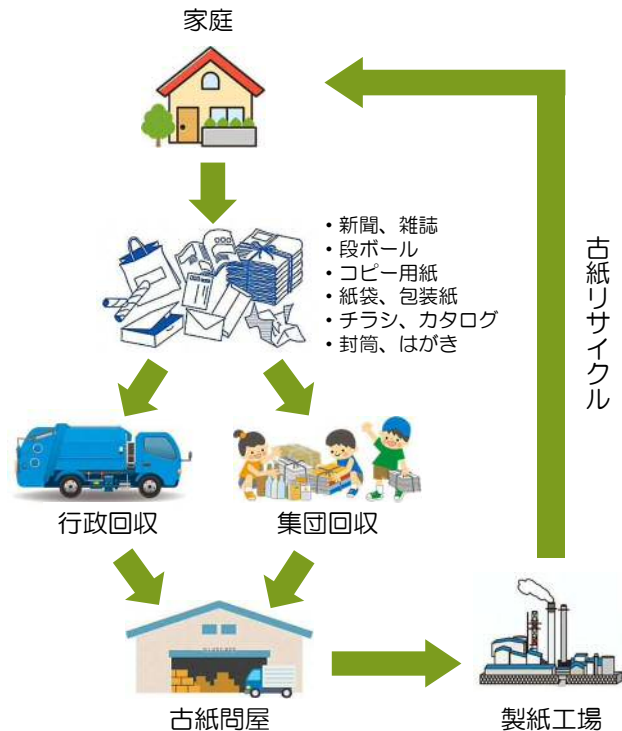 家庭
・新聞、雑誌
・段ボール
・コピー用紙
・紙袋、包装紙
・チラシ、カタログ
・封筒、はがき
古紙リサイクル
行政回収
集団回収
古紙問屋
製紙工場